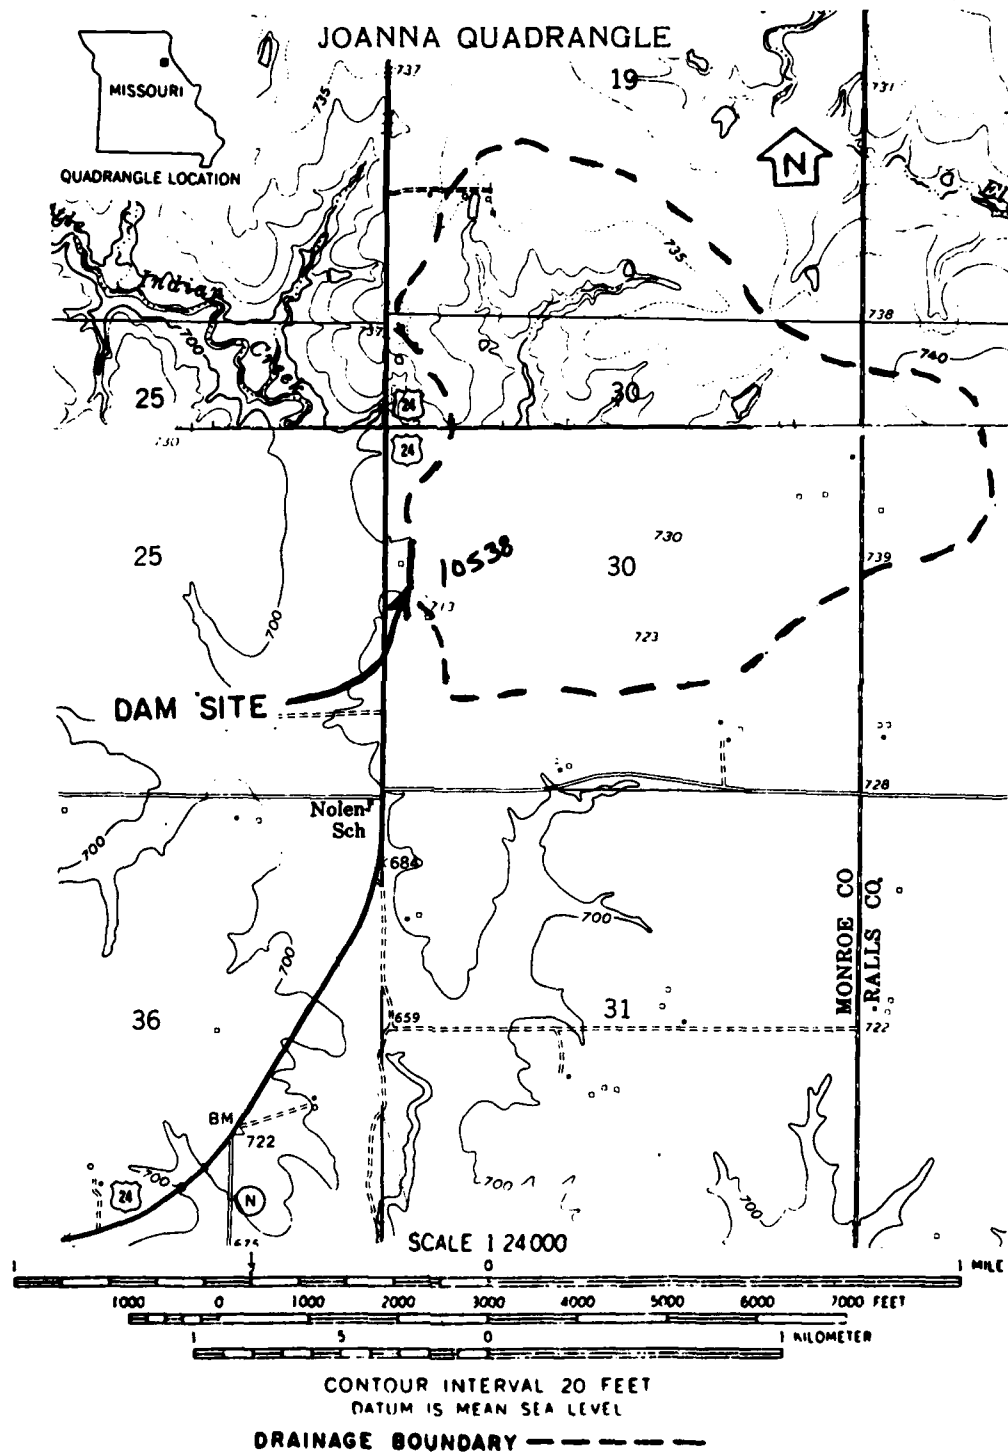 JOANNA QUADRANGLE
MISSOURI
QUADRANGLE LOCATION
N
737
19
735
731
Indian
Creek
735
700
737
738
740
25
24
30
730
24
25
10538
730
30
739
713
700
723
DAM SITE
728
Nolen
Sch
700
684
700
700
MONROE CO
RALLS CO.
36
659
31
722
BM
722
700
24
N
700
700
675
SCALE 1 24000
1 0 1 MILE
1000 0 1000 2000 3000 4000 5000 6000 7000 FEET
1 5 0 1 KILOMETER
CONTOUR INTERVAL 20 FEET
DATUM IS MEAN SEA LEVEL
DRAINAGE BOUNDARY